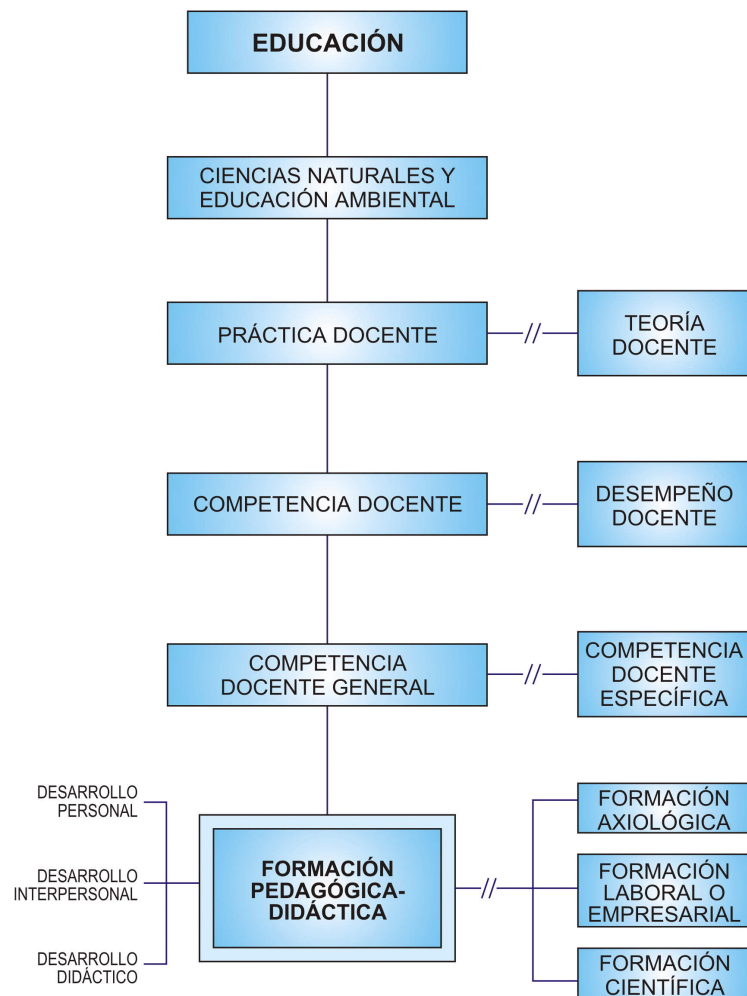 EDUCACIÓN
CIENCIAS NATURALES Y
EDUCACIÓN AMBIENTAL
PRÁCTICA DOCENTE
//
TEORÍA
DOCENTE
COMPETENCIA DOCENTE
//
DESEMPEÑO
DOCENTE
COMPETENCIA
DOCENTE GENERAL
//
COMPETENCIA
DOCENTE
ESPECÍFICA
DESARROLLO
PERSONAL
DESARROLLO
INTERPERSONAL
DESARROLLO
DIDÁCTICO
FORMACIÓN
PEDAGÓGICA-
DIDÁCTICA
//
FORMACIÓN
AXIOLÓGICA
FORMACIÓN
LABORAL O
EMPRESARIAL
FORMACIÓN
CIENTÍFICA